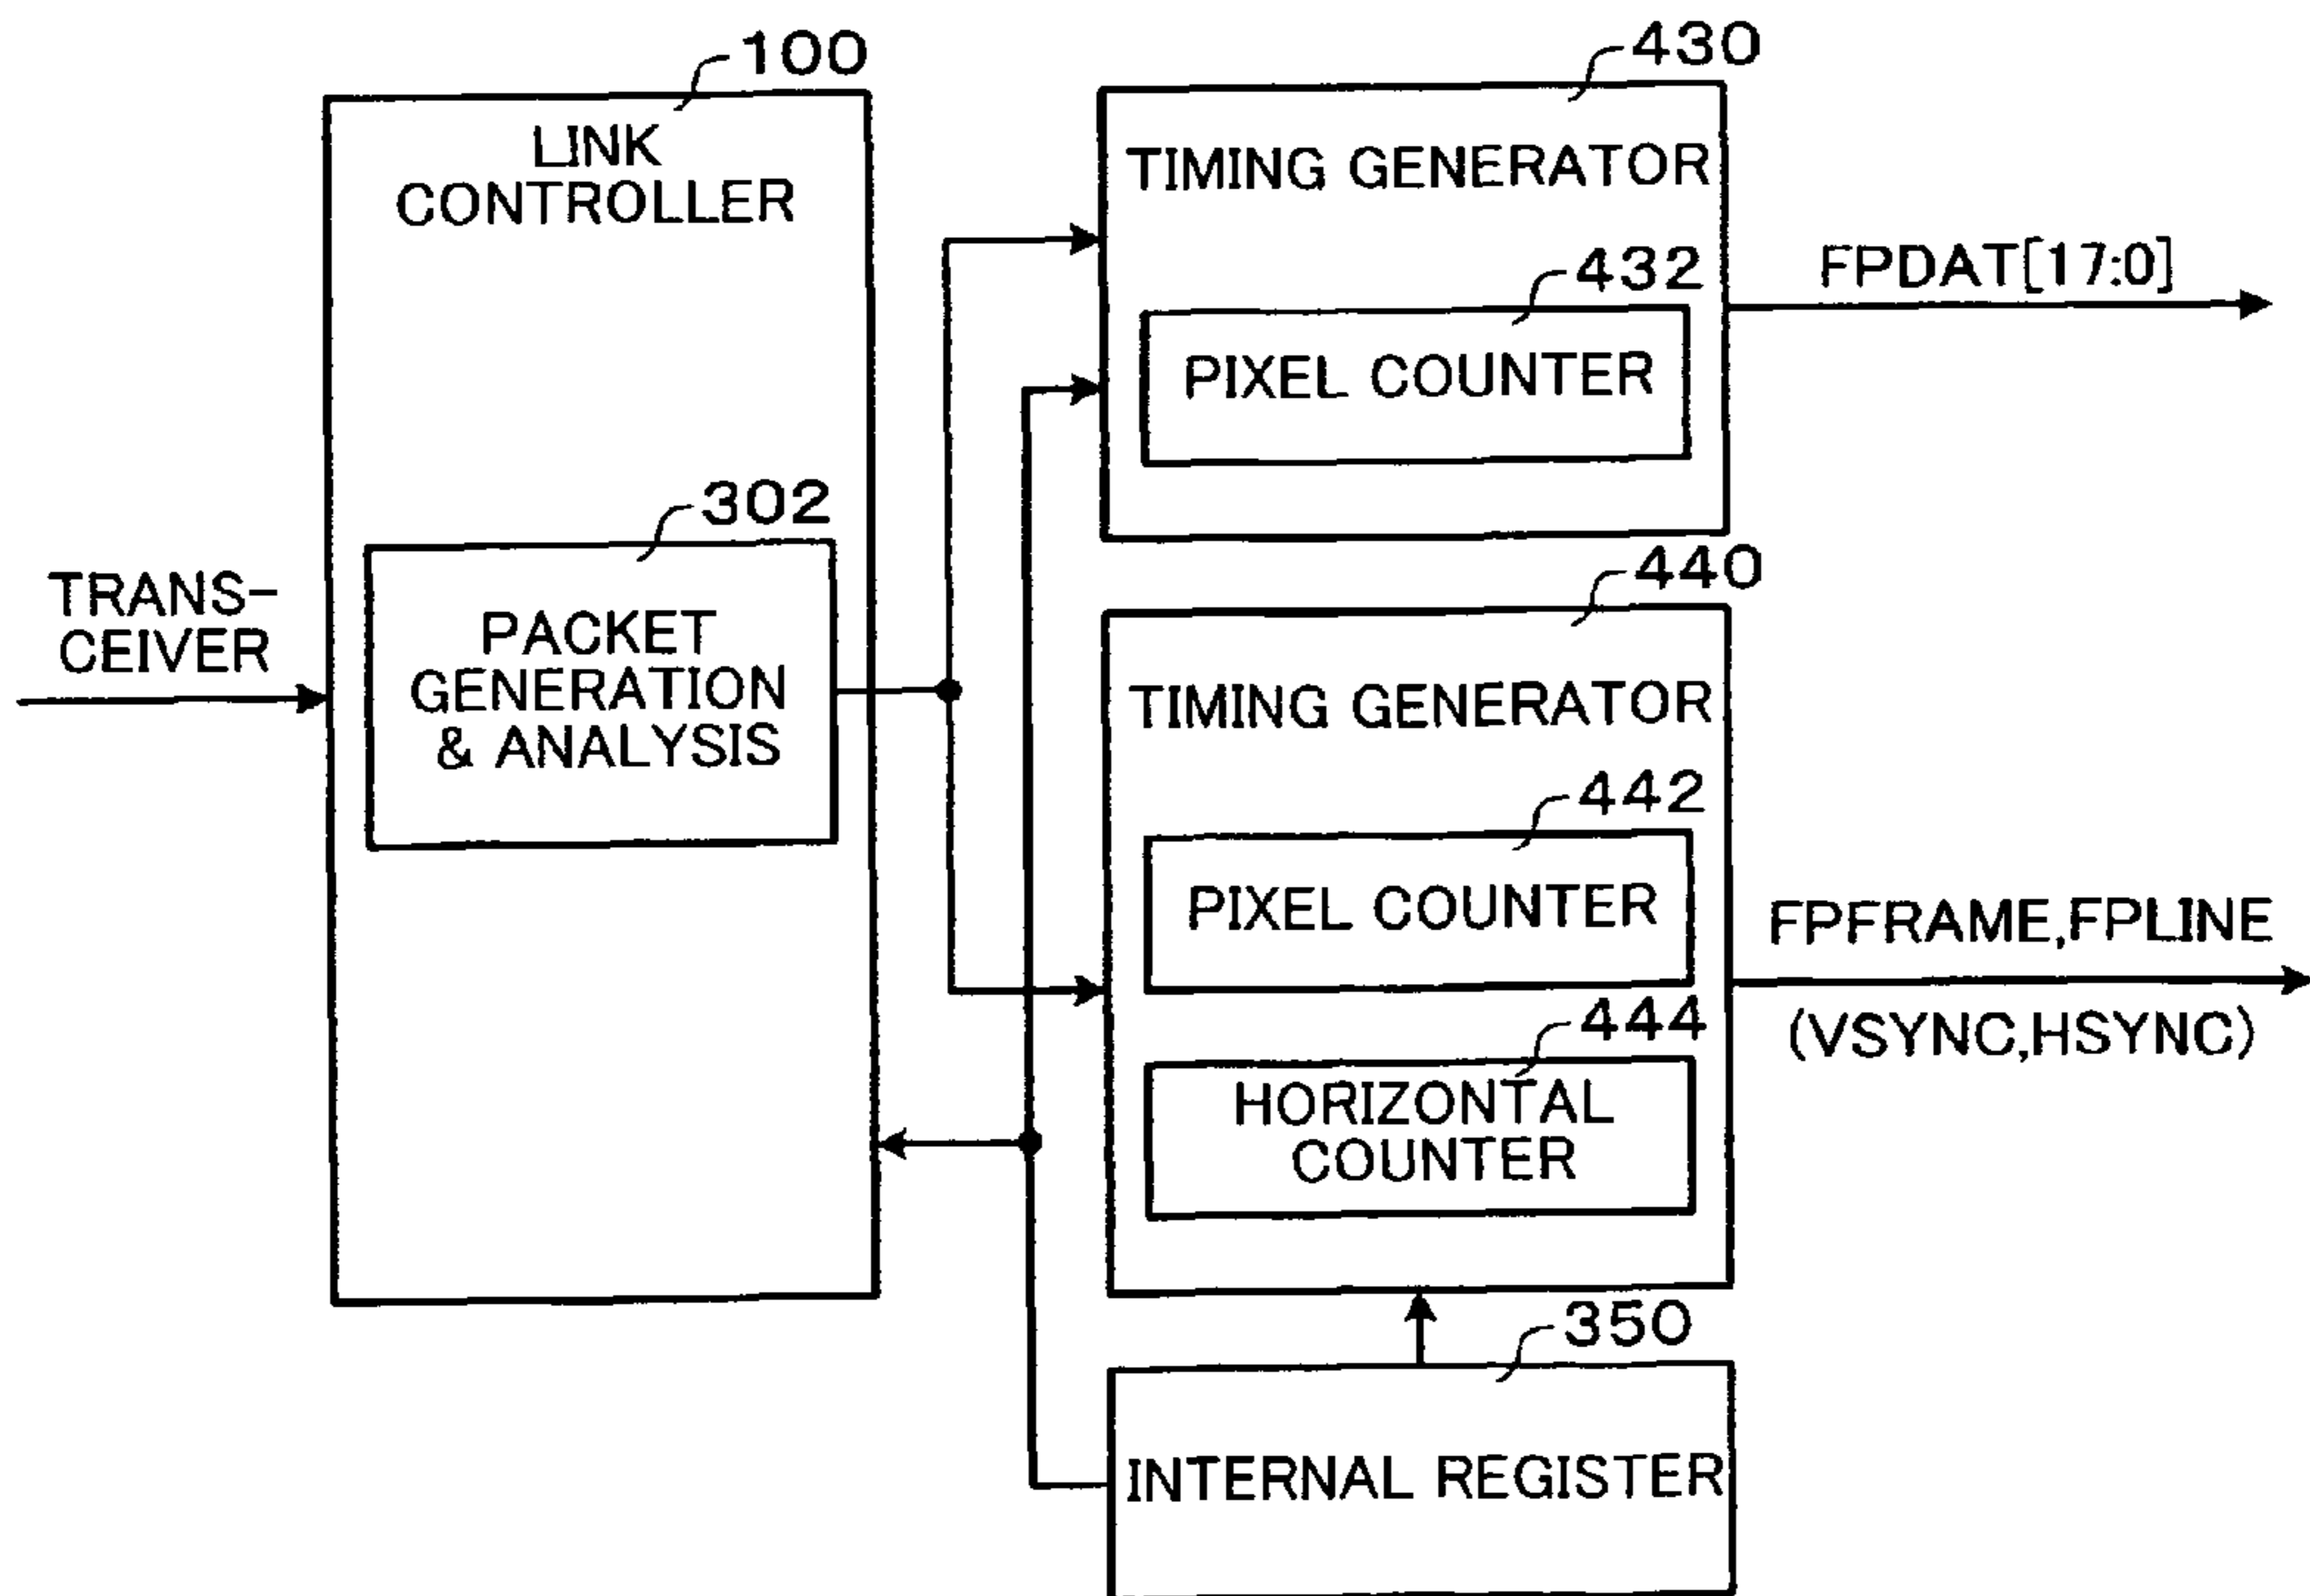 100
LINK
CONTROLLER
302
PACKET
GENERATION
& ANALYSIS
TRANS-
CEIVER
430
TIMING GENERATOR
432
PIXEL COUNTER
FPDAT[17:0]
440
TIMING GENERATOR
442
PIXEL COUNTER
444
HORIZONTAL
COUNTER
FPFRAME,FPLINE
(VSYNC,HSYNC)
350
INTERNAL REGISTER